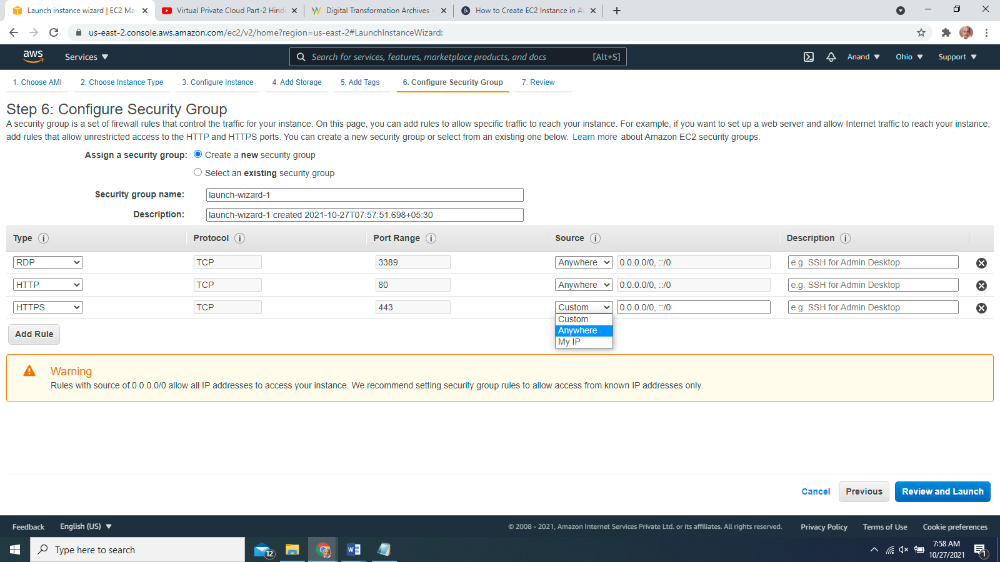 Launch instance wizard | EC2 Ma
Virtual Private Cloud Part-2 Hindi
Digital Transformation Archives -
How to Create EC2 Instance in A
us-east-2.console.aws.amazon.com/ec2/v2/home?region=us-east-2#LaunchInstanceWizard:
aws
Services
Search for services, features, marketplace products, and docs
[Alt+S]
Anand
Ohio
Support
1. Choose AMI
2. Choose Instance Type
3. Configure Instance
4. Add Storage
5. Add Tags
6. Configure Security Group
7. Review
Step 6: Configure Security Group
A security group is a set of firewall rules that control the traffic for your instance. On this page, you can add rules to allow specific traffic to reach your instance. For example, if you want to set up a web server and allow Internet traffic to reach your instance,
add rules that allow unrestricted access to the HTTP and HTTPS ports. You can create a new security group or select from an existing one below. Learn more about Amazon EC2 security groups.
Assign a security group:
Create a new security group
Select an existing security group
Security group name:
launch-wizard-1
Description:
launch-wizard-1 created 2021-10-27T07:57:51.698+05:30
Type
Protocol
Port Range
Source
Description
RDP
TCP
3389
Anywhere
0.0.0.0/0, ::/0
e.g. SSH for Admin Desktop
HTTP
TCP
80
Anywhere
0.0.0.0/0, ::/0
e.g. SSH for Admin Desktop
HTTPS
TCP
443
Custom
0.0.0.0/0, ::/0
e.g. SSH for Admin Desktop
Custom
Anywhere
My IP
Add Rule
Warning
Rules with source of 0.0.0.0/0 allow all IP addresses to access your instance. We recommend setting security group rules to allow access from known IP addresses only.
Cancel
Previous
Review and Launch
Feedback
English (US)
© 2008 - 2021, Amazon Internet Services Private Ltd. or its affiliates. All rights reserved.
Privacy Policy
Terms of Use
Cookie preferences
Type here to search
12
W
7:58 AM
10/27/2021
1